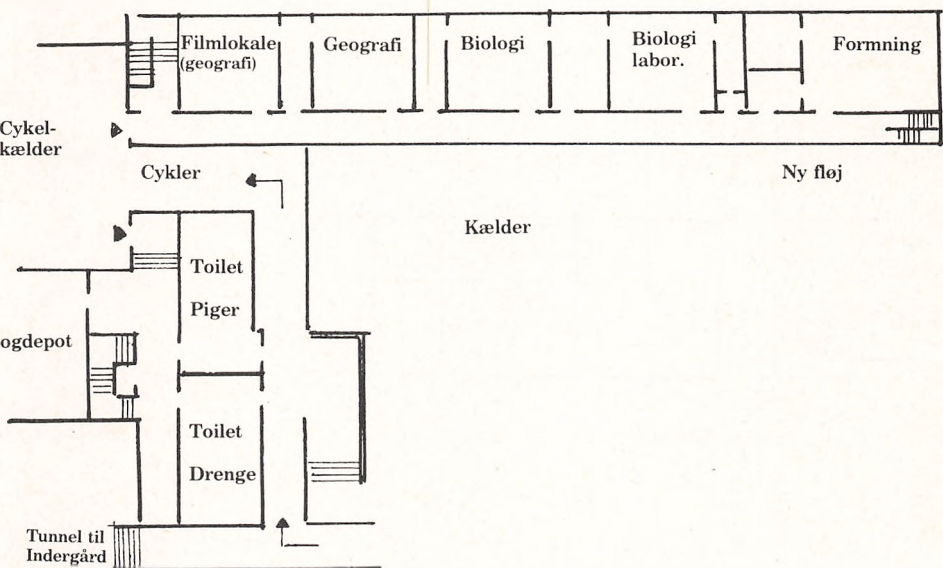 Filmlokale
(geografi)
Geografi
Biologi
Biologi
labor.
Formning
Cykel-
kælder
Cykler
Ny fløj
Kælder
Toilet
Piger
ogdepot
Toilet
Drenge
Tunnel til
Indergård